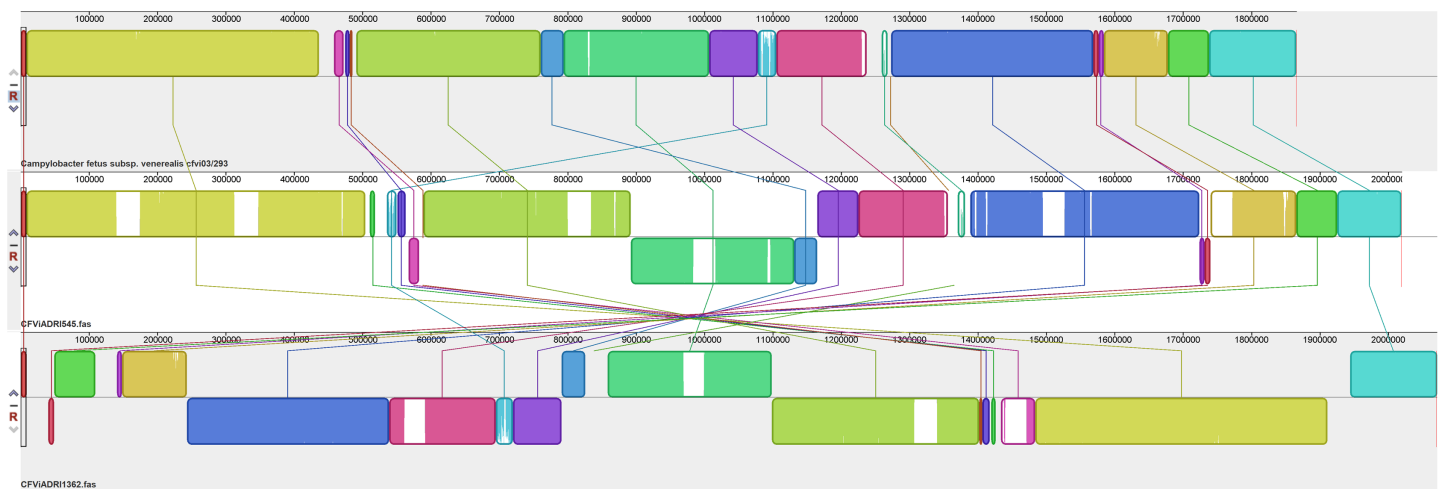 100000 200000 300000 400000 500000 600000 700000 800000 900000 1000000 1100000 1200000 1300000 1400000 1500000 1600000 1700000 1800000
R
Campylobacter fetus subsp. venerealis cfvi03/293
100000 200000 300000 400000 500000 600000 700000 800000 900000 1000000 1100000 1200000 1300000 1400000 1500000 1600000 1700000 1800000 1900000 2000000
R
CFViADRI545.fas
100000 200000 300000 400000 500000 600000 700000 800000 900000 1000000 1100000 1200000 1300000 1400000 1500000 1600000 1700000 1800000 1900000 2000000
R
CFViADRI1362.fas